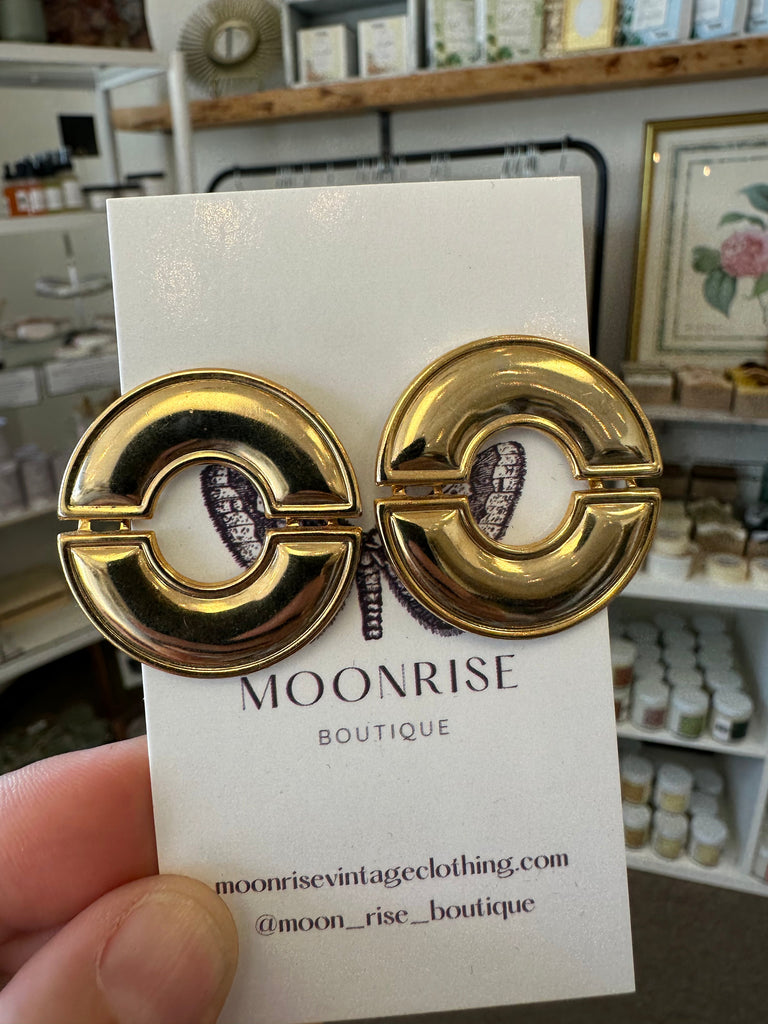 MOONRISE
BOUTIQUE
moonrisevintageclothing.com
@moon_rise_boutique